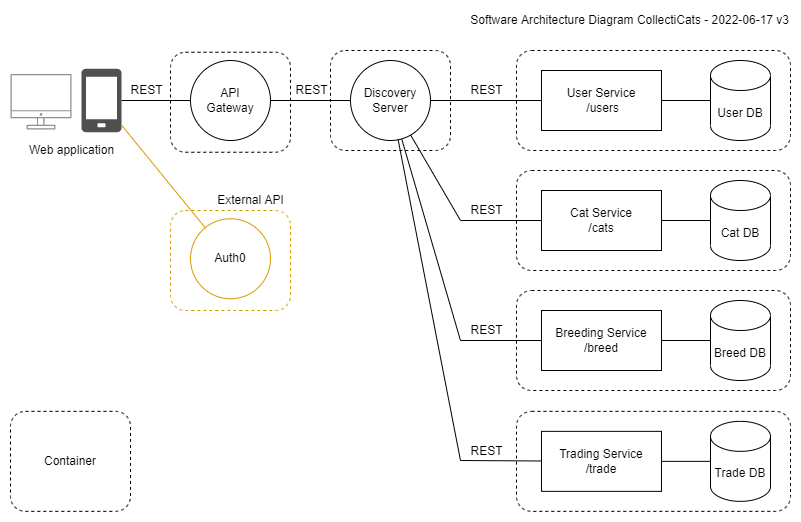 Software Architecture Diagram CollectiCats - 2022-06-17 v3
REST
API
Gateway
REST
Discovery
Server
REST
User Service
/users
User DB
Web application
External API
Auth0
REST
Cat Service
/cats
Cat DB
REST
Breeding Service
/breed
Breed DB
Container
REST
Trading Service
/trade
Trade DB